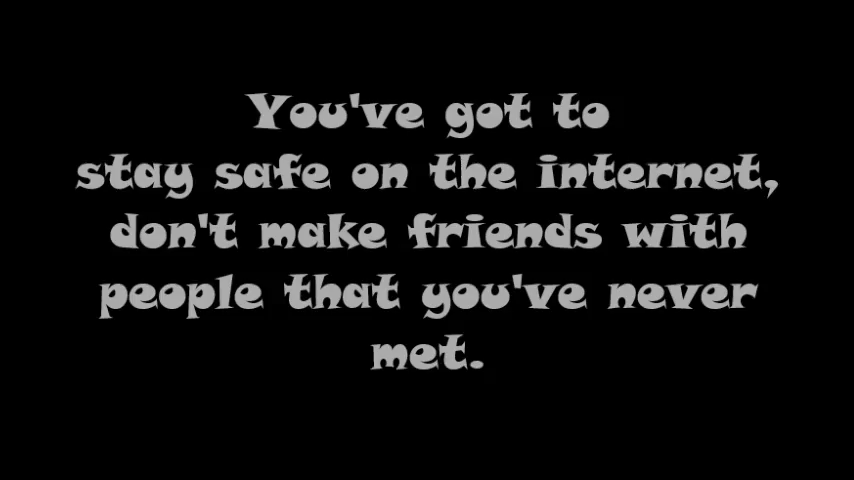 You've got to
stay safe on the internet,
don't make friends with
people that you've never
met.